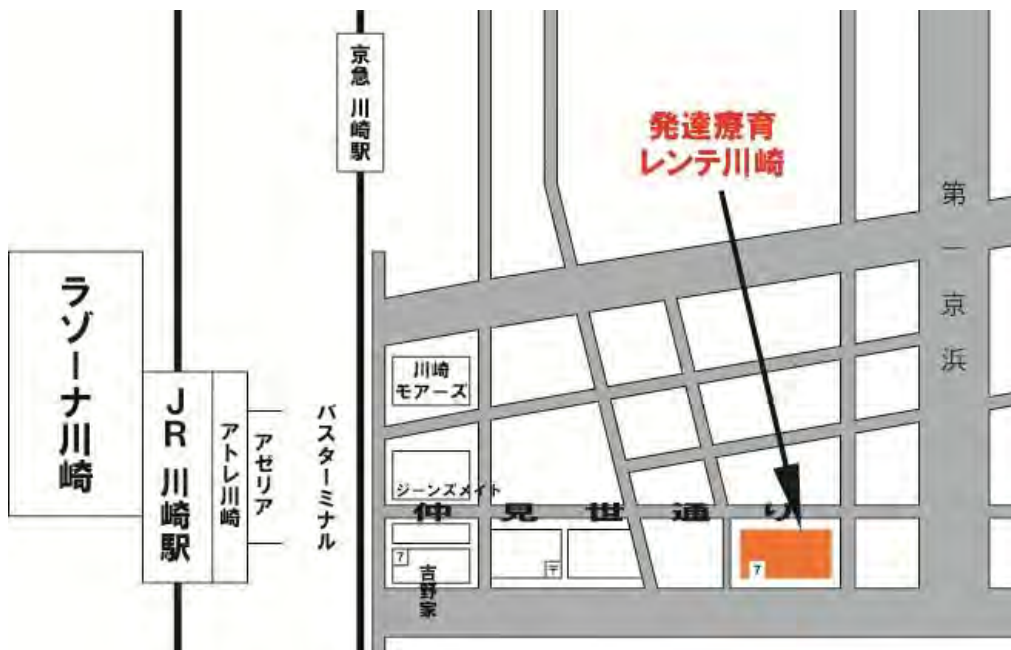 京急 川崎駅
発達療育
レンテ川崎
第一京浜
ラゾーナ川崎
JR 川崎駅
アトレ川崎
アゼリア
バスターミナル
川崎
モアーズ
ジーンズメイト
仲見世通り
7
吉野家
〒
7